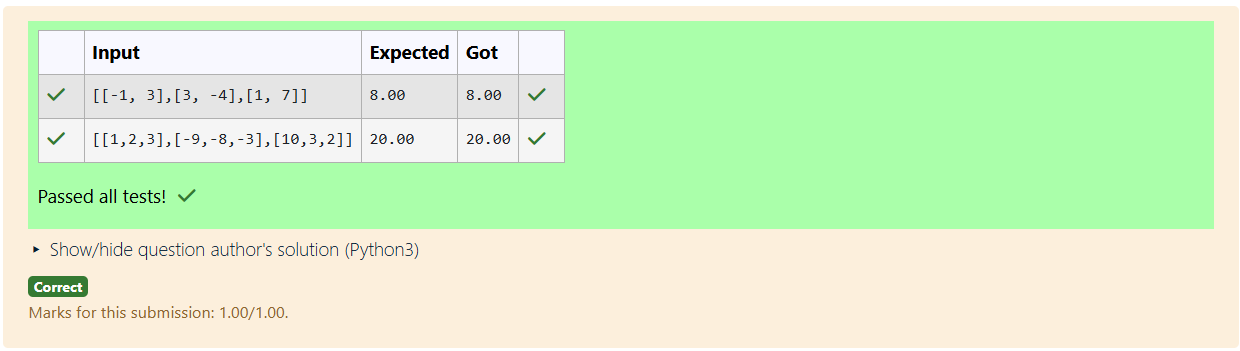 Input Expected Got
[[-1, 3],[3, -4],[1, 7]] 8.00 8.00
[[1,2,3],[-9,-8,-3],[10,3,2]] 20.00 20.00
Passed all tests!
Show/hide question author's solution (Python3)
Correct
Marks for this submission: 1.00/1.00.